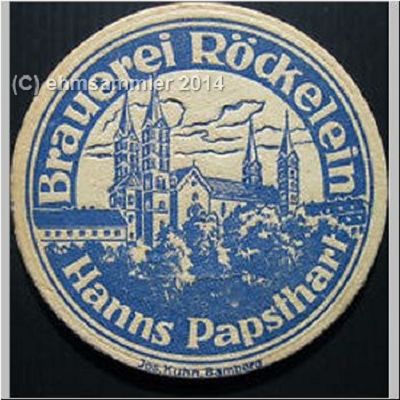 Brauerei Röckelein
(C) ehmsammler 2014
Hanns Papsthart
Jos. Kuhn, Bamberg